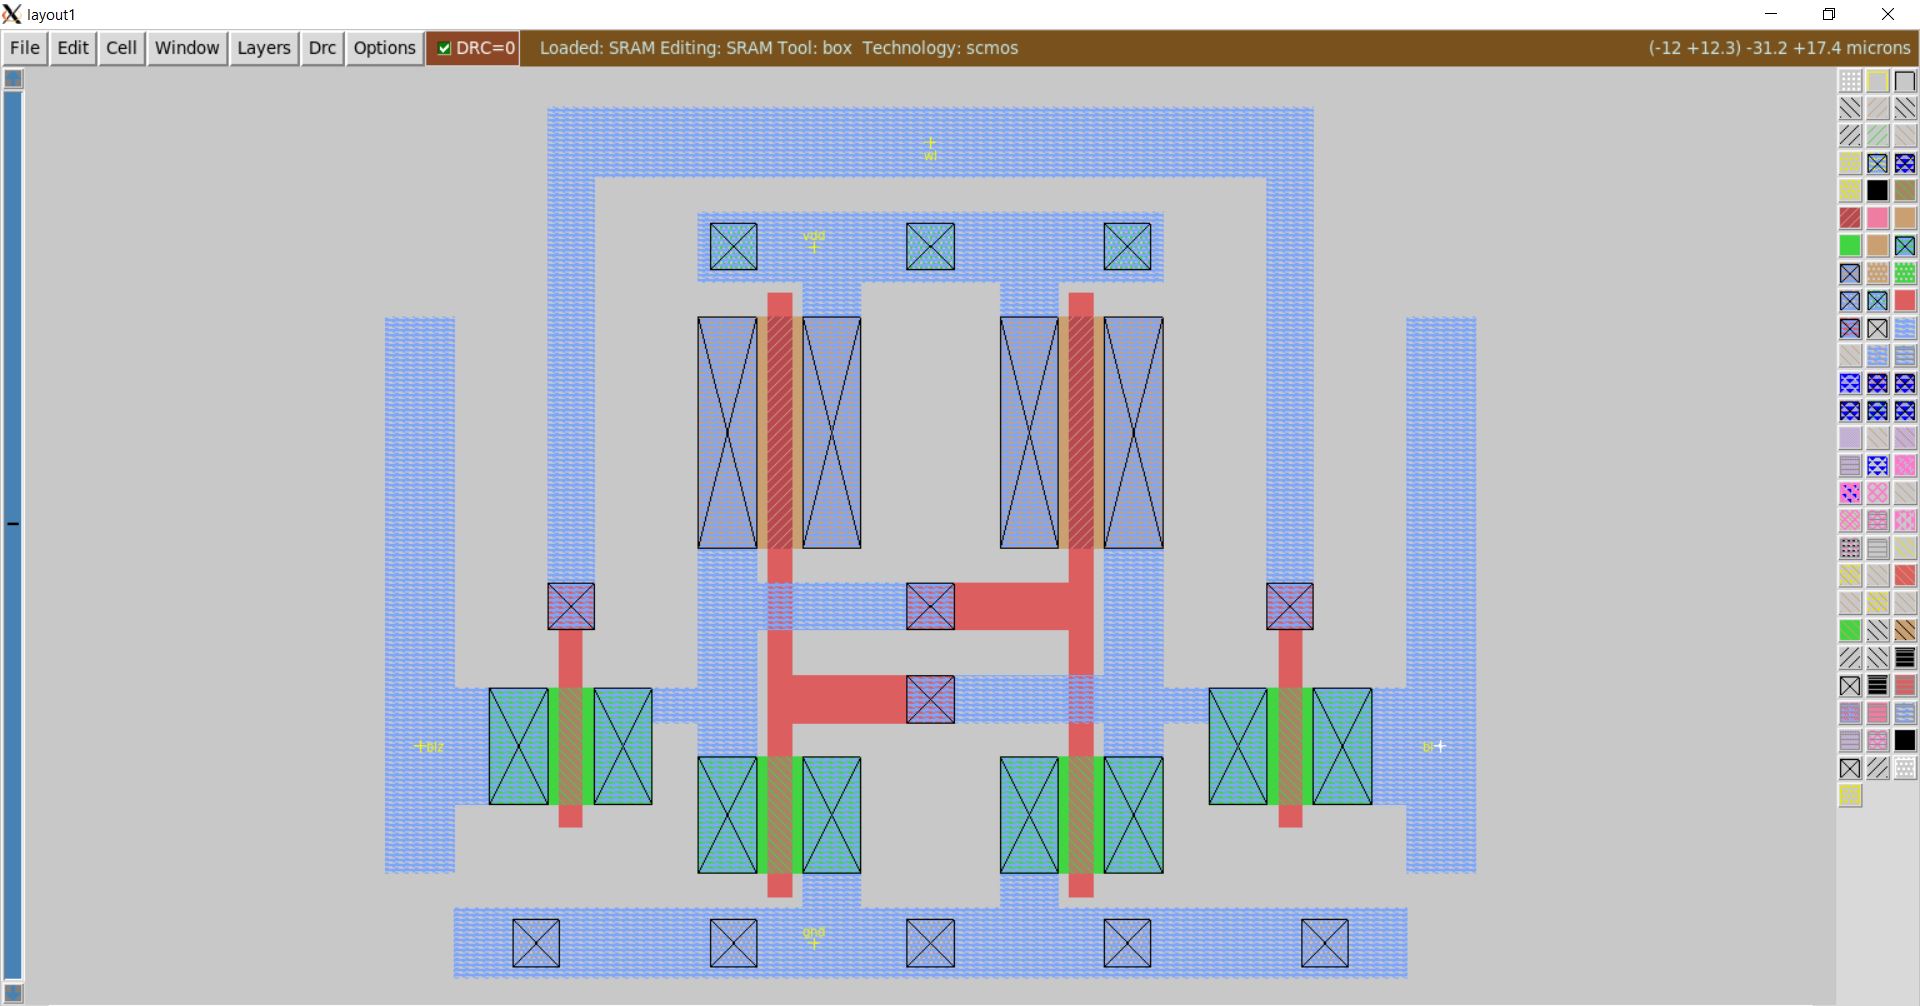 layout1
File Edit Cell Window Layers Drc Options DRC=0 Loaded: SRAM Editing: SRAM Tool: box Technology: scmos (-12 +12.3) -31.2 +17.4 microns
wl
vdd
blz
bl
gnd